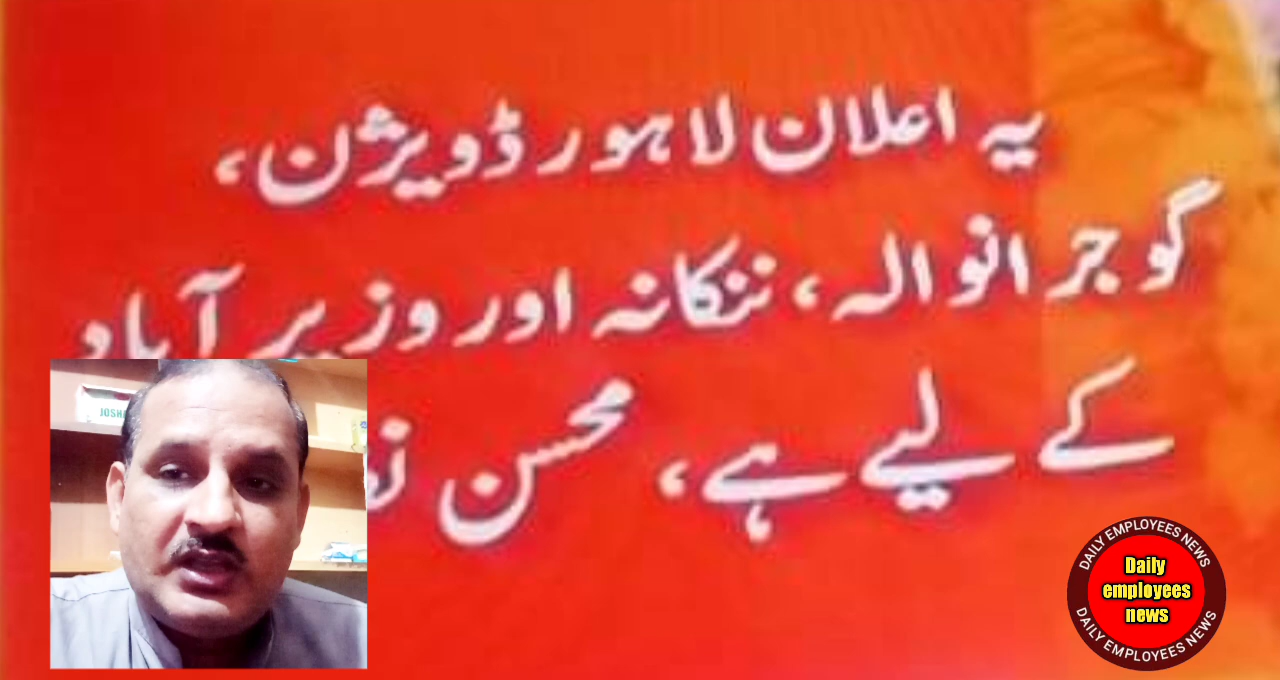 یہ اعلان لاہور ڈویژن،
گوجرانوالہ، ننکانہ اور وزیر آباد
کے لیے ہے، محسن
JOSH
DAILY EMPLOYEES NEWS
Daily
employees
news
DAILY EMPLOYEES NEWS